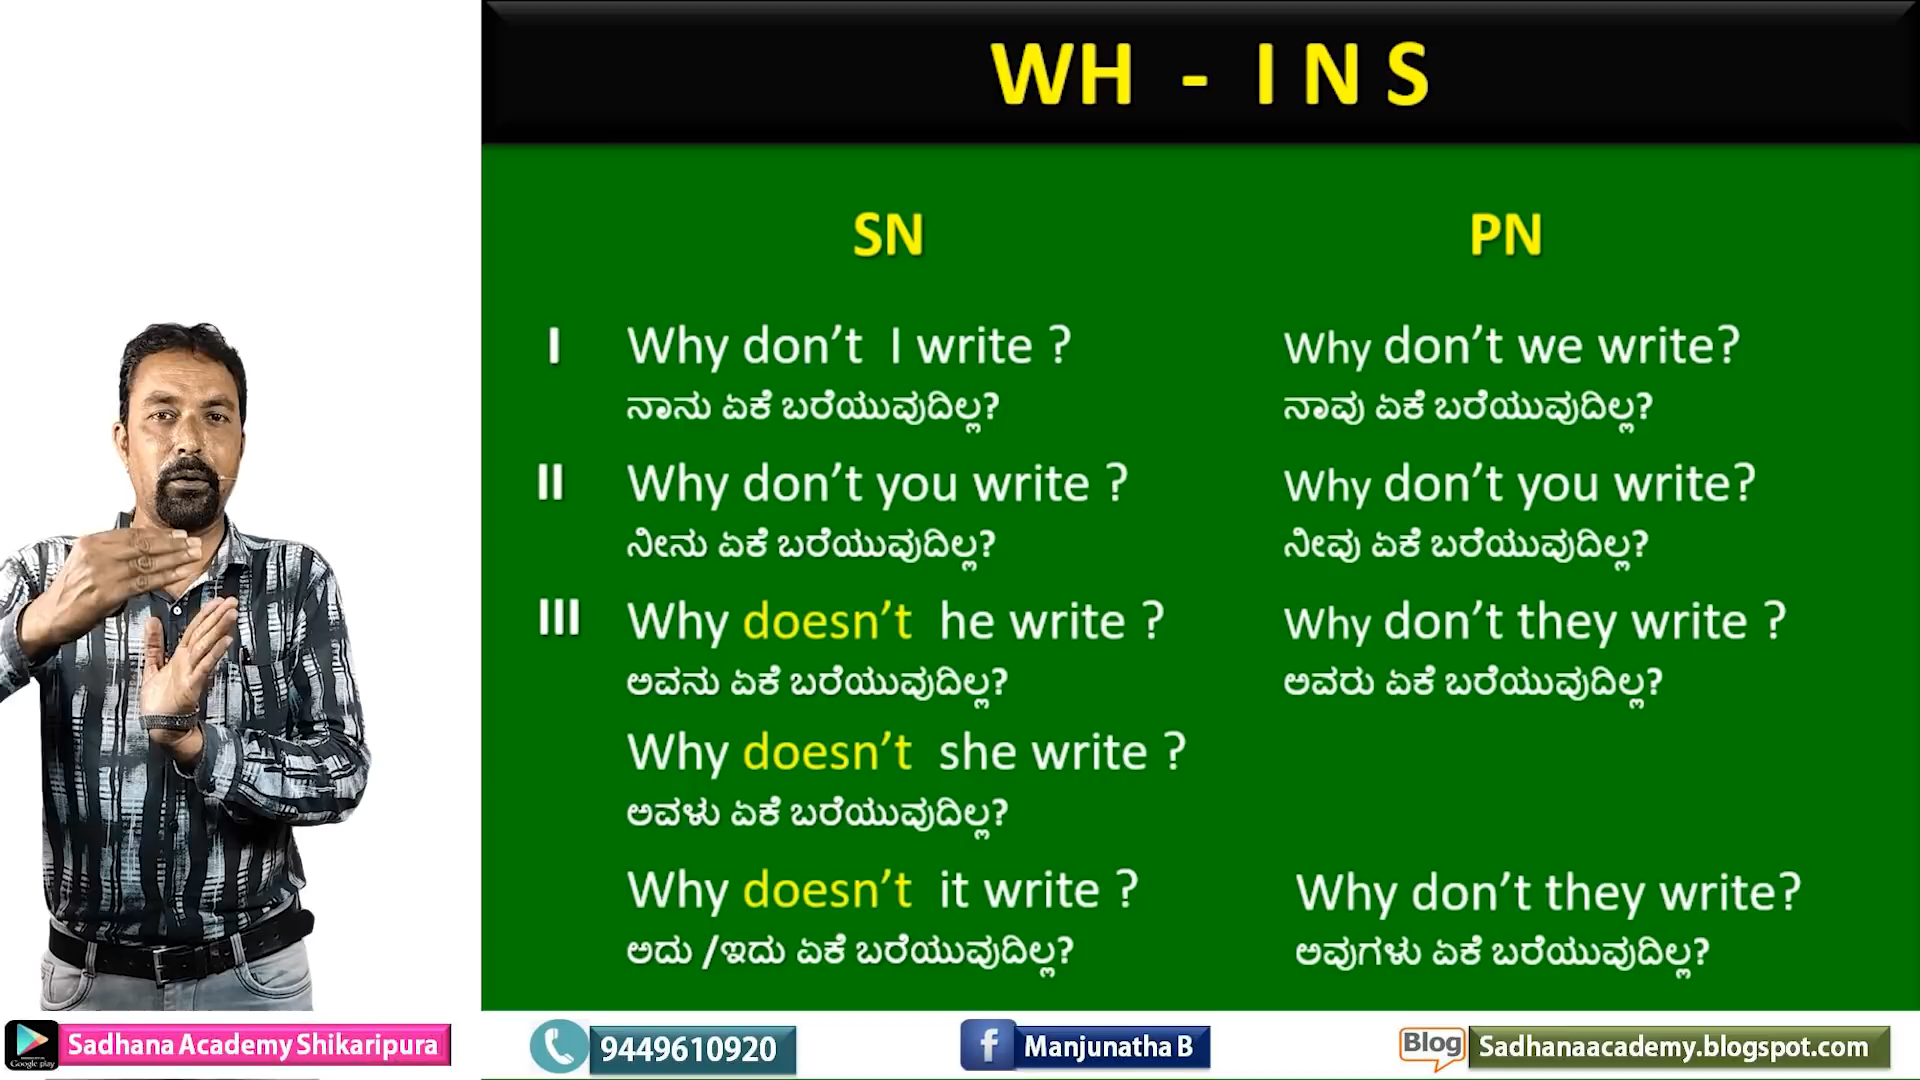 WH - I N S
SN PN
I Why don't I write ? Why don't we write?
ನಾನು ಏಕೆ ಬರೆಯುವುದಿಲ್ಲ? ನಾವು ಏಕೆ ಬರೆಯುವುದಿಲ್ಲ?
II Why don't you write ? Why don't you write?
ನೀನು ಏಕೆ ಬರೆಯುವುದಿಲ್ಲ? ನೀವು ಏಕೆ ಬರೆಯುವುದಿಲ್ಲ?
III Why doesn't he write ? Why don't they write ?
ಅವನು ಏಕೆ ಬರೆಯುವುದಿಲ್ಲ? ಅವರು ಏಕೆ ಬರೆಯುವುದಿಲ್ಲ?
Why doesn't she write ?
ಅವಳು ಏಕೆ ಬರೆಯುವುದಿಲ್ಲ?
Why doesn't it write ? Why don't they write?
ಅದು /ಇದು ಏಕೆ ಬರೆಯುವುದಿಲ್ಲ? ಅವುಗಳು ಏಕೆ ಬರೆಯುವುದಿಲ್ಲ?
Google play Sadhana Academy Shikaripura 9449610920 f Manjunatha B Blog Sadhanaacademy.blogspot.com